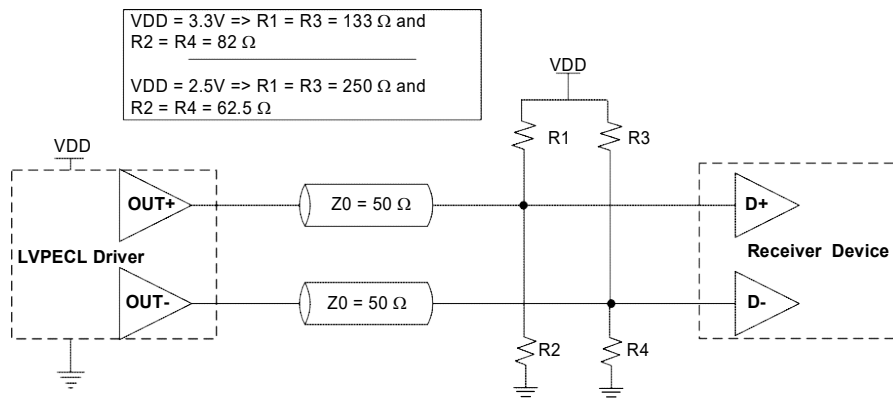 VDD = 3.3V => R1 = R3 = 133 Ω and
R2 = R4 = 82 Ω
VDD = 2.5V => R1 = R3 = 250 Ω and
R2 = R4 = 62.5 Ω
VDD
R1
R3
VDD
OUT+
Z0 = 50 Ω
D+
LVPECL Driver
Receiver Device
OUT-
Z0 = 50 Ω
D-
R2
R4